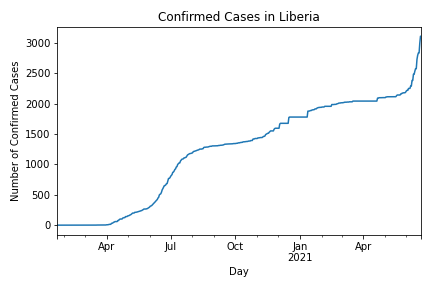 Confirmed Cases in Liberia
Number of Confirmed Cases
3000
2500
2000
1500
1000
500
0
Apr
Jul
Oct
Jan
2021
Apr
Day